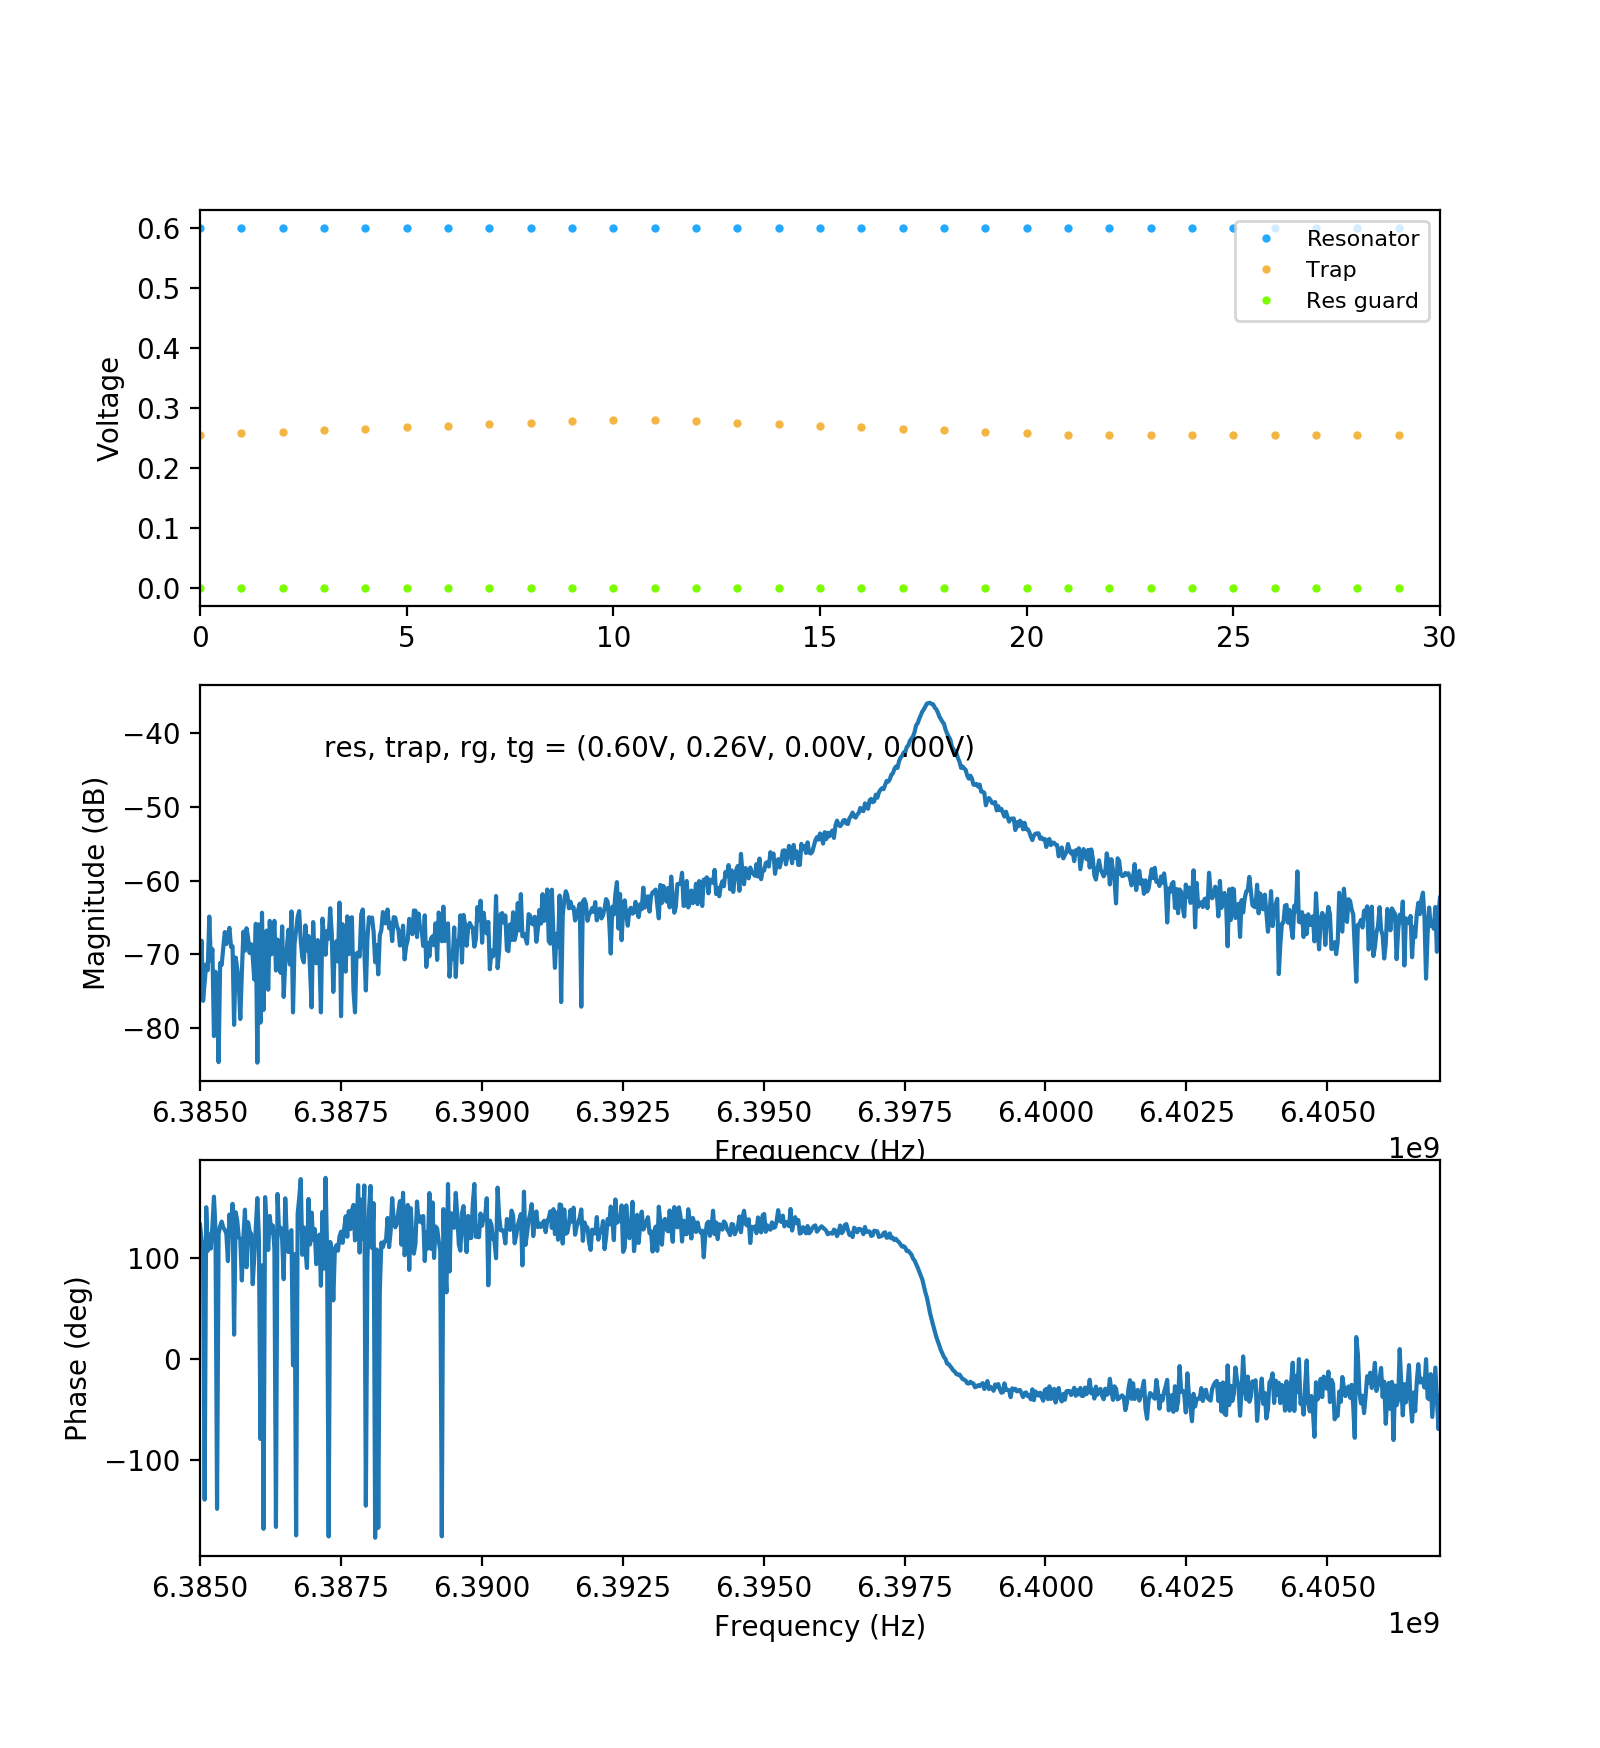 0.6
0.5
0.4
0.3
0.2
0.1
0.0
Voltage
Resonator
Trap
Res guard
0 5 10 15 20 25 30
−40
−50
−60
−70
−80
Magnitude (dB)
res, trap, rg, tg = (0.60V, 0.26V, 0.00V, 0.00V)
6.3850 6.3875 6.3900 6.3925 6.3950 6.3975 6.4000 6.4025 6.4050
Frequency (Hz)
1e9
100
0
−100
Phase (deg)
6.3850 6.3875 6.3900 6.3925 6.3950 6.3975 6.4000 6.4025 6.4050
Frequency (Hz)
1e9